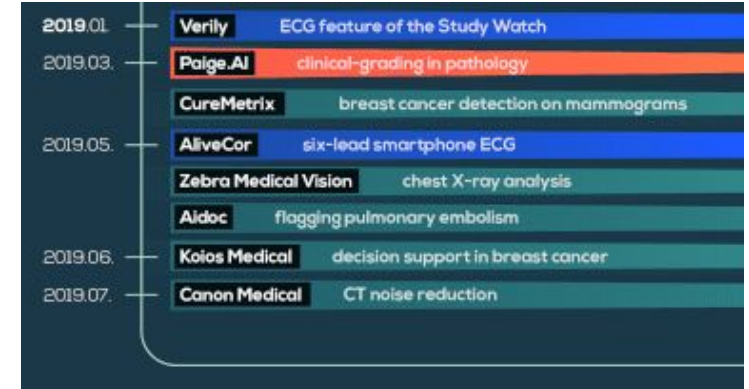 2019.01. Verily ECG feature of the Study Watch
2019.03. Paige.AI clinical-grading in pathology
CureMetrix breast cancer detection on mammograms
2019.05. AliveCor six-lead smartphone ECG
Zebra Medical Vision chest X-ray analysis
Aidoc flagging pulmonary embolism
2019.06. Koios Medical decision support in breast cancer
2019.07. Canon Medical CT noise reduction